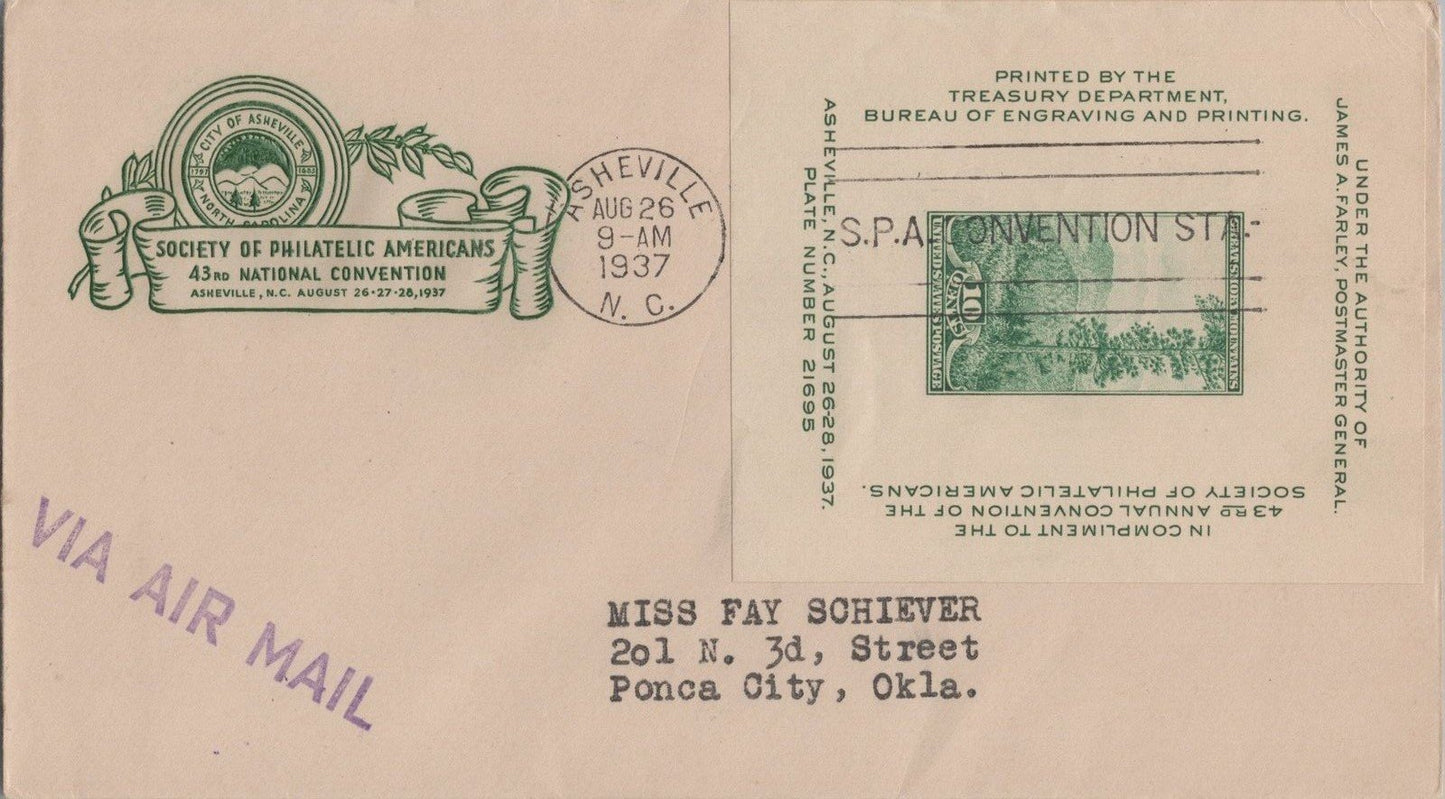 CITY OF ASHEVILLE
1797
NORTH CAROLINA
SOCIETY OF PHILATELIC AMERICANS
43RD NATIONAL CONVENTION
ASHEVILLE, N.C. AUGUST 26·27·28, 1937
ASHEVILLE
AUG 26
9-AM
1937
N. C.
PRINTED BY THE
TREASURY DEPARTMENT,
BUREAU OF ENGRAVING AND PRINTING.
UNDER THE AUTHORITY OF
JAMES A. FARLEY, POSTMASTER GENERAL.
IN COMPLIMENT TO THE
43RD ANNUAL CONVENTION OF THE
SOCIETY OF PHILATELIC AMERICANS.
ASHEVILLE, N.C., AUGUST 26-28, 1937.
PLATE NUMBER 21695
S.P.A. CONVENTION STA.-
UNITED STATES POSTAGE
10
CENTS
GREAT SMOKY MOUNTAINS
VIA AIR MAIL
MISS FAY SCHIEVER
201 N. 3d, Street
Ponca City, Okla.